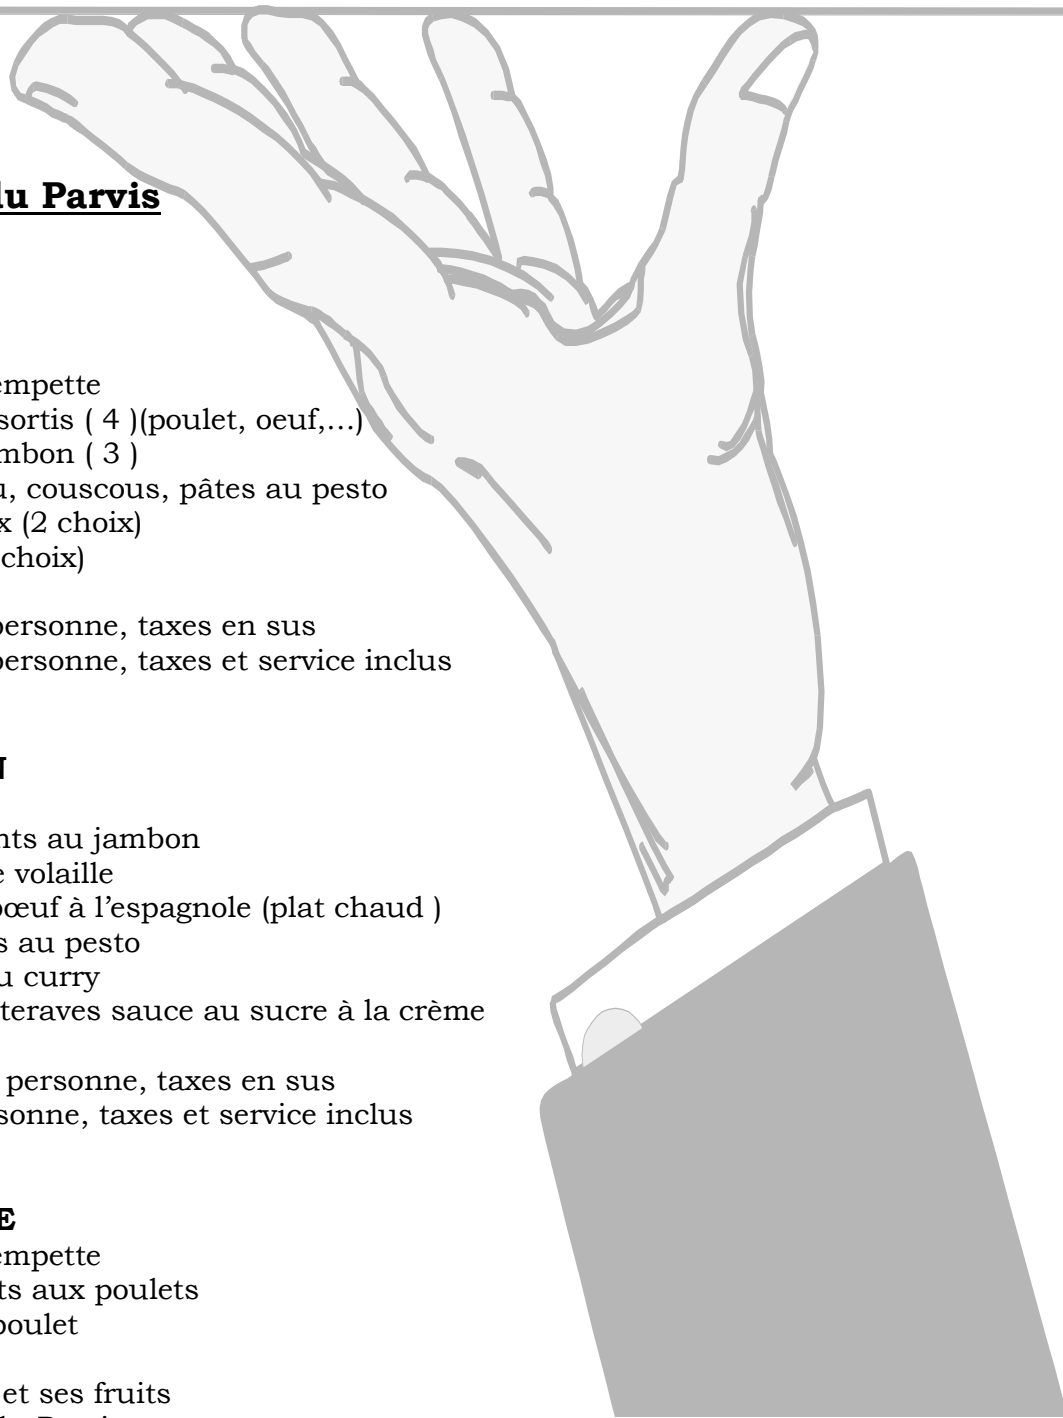 du Parvis
empette
sortis ( 4 )(poulet, oeuf,…)
mbon ( 3 )
u, couscous, pâtes au pesto
x (2 choix)
choix)
personne, taxes en sus
personne, taxes et service inclus
N
nts au jambon
e volaille
bœuf à l’espagnole (plat chaud )
s au pesto
u curry
teraves sauce au sucre à la crème
personne, taxes en sus
sonne, taxes et service inclus
E
empette
ts aux poulets
poulet
et ses fruits